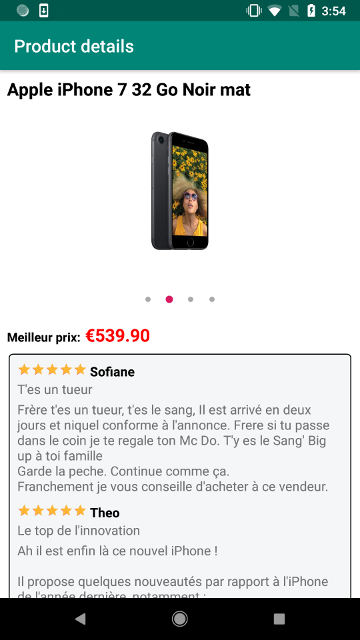 3:54
Product details
Apple iPhone 7 32 Go Noir mat
Meilleur prix: €539.90
Sofiane
T'es un tueur
Frère t'es un tueur, t'es le sang, Il est arrivé en deux
jours et niquel conforme à l'annonce. Frere si tu passe
dans le coin je te regale ton Mc Do. T'y es le Sang' Big
up à toi famille
Garde la peche. Continue comme ça.
Franchement je vous conseille d'acheter à ce vendeur.
Theo
Le top de l'innovation
Ah il est enfin là ce nouvel iPhone !
Il propose quelques nouveautés par rapport à l'iPhone
de l'année dernière, notamment :